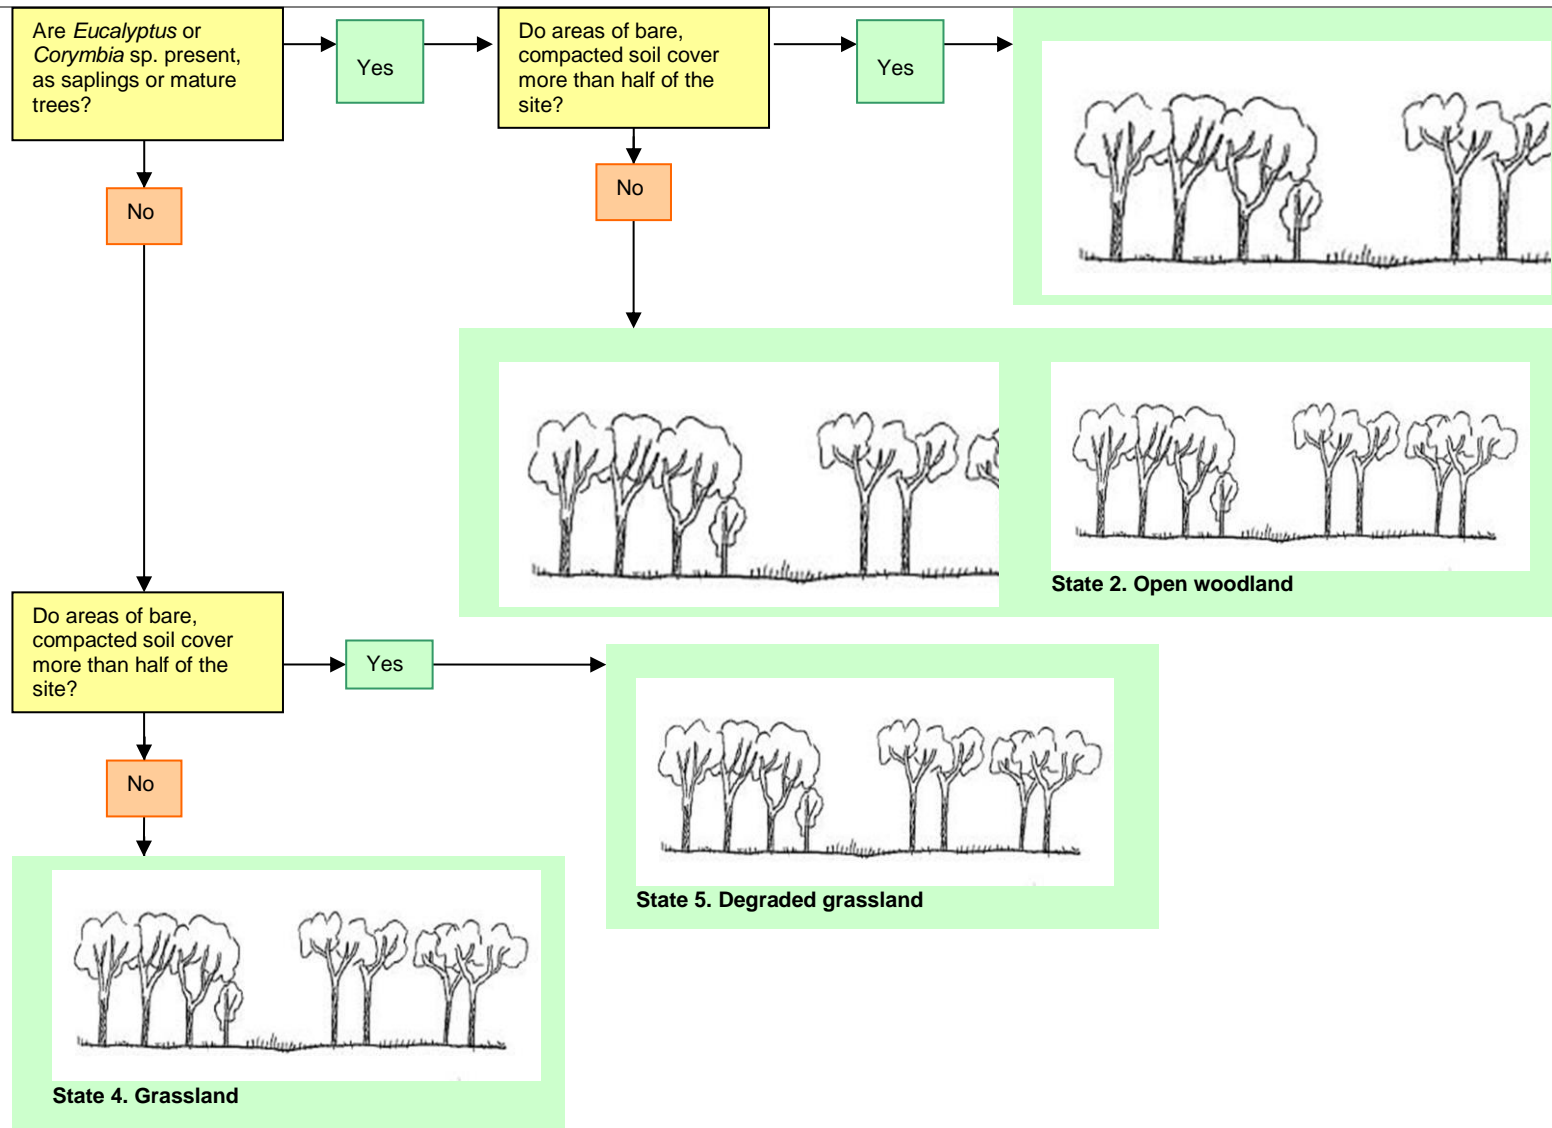 Are Eucalyptus or
Corymbia sp. present,
as saplings or mature
trees?
Yes
Do areas of bare,
compacted soil cover
more than half of the
site?
Yes
No
No
State 2. Open woodland
Do areas of bare,
compacted soil cover
more than half of the
site?
Yes
No
State 5. Degraded grassland
State 4. Grassland